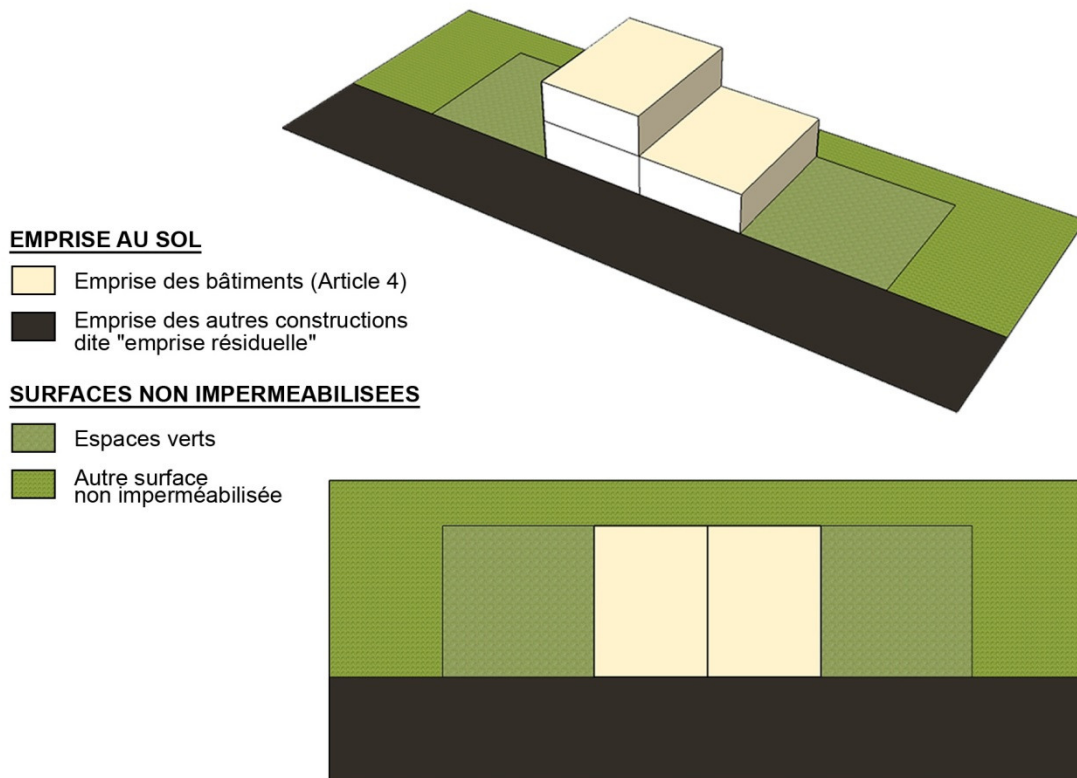 EMPRISE AU SOL
Emprise des bâtiments (Article 4)
Emprise des autres constructions
dite "emprise résiduelle"
SURFACES NON IMPERMEABILISEES
Espaces verts
Autre surface
non imperméabilisée